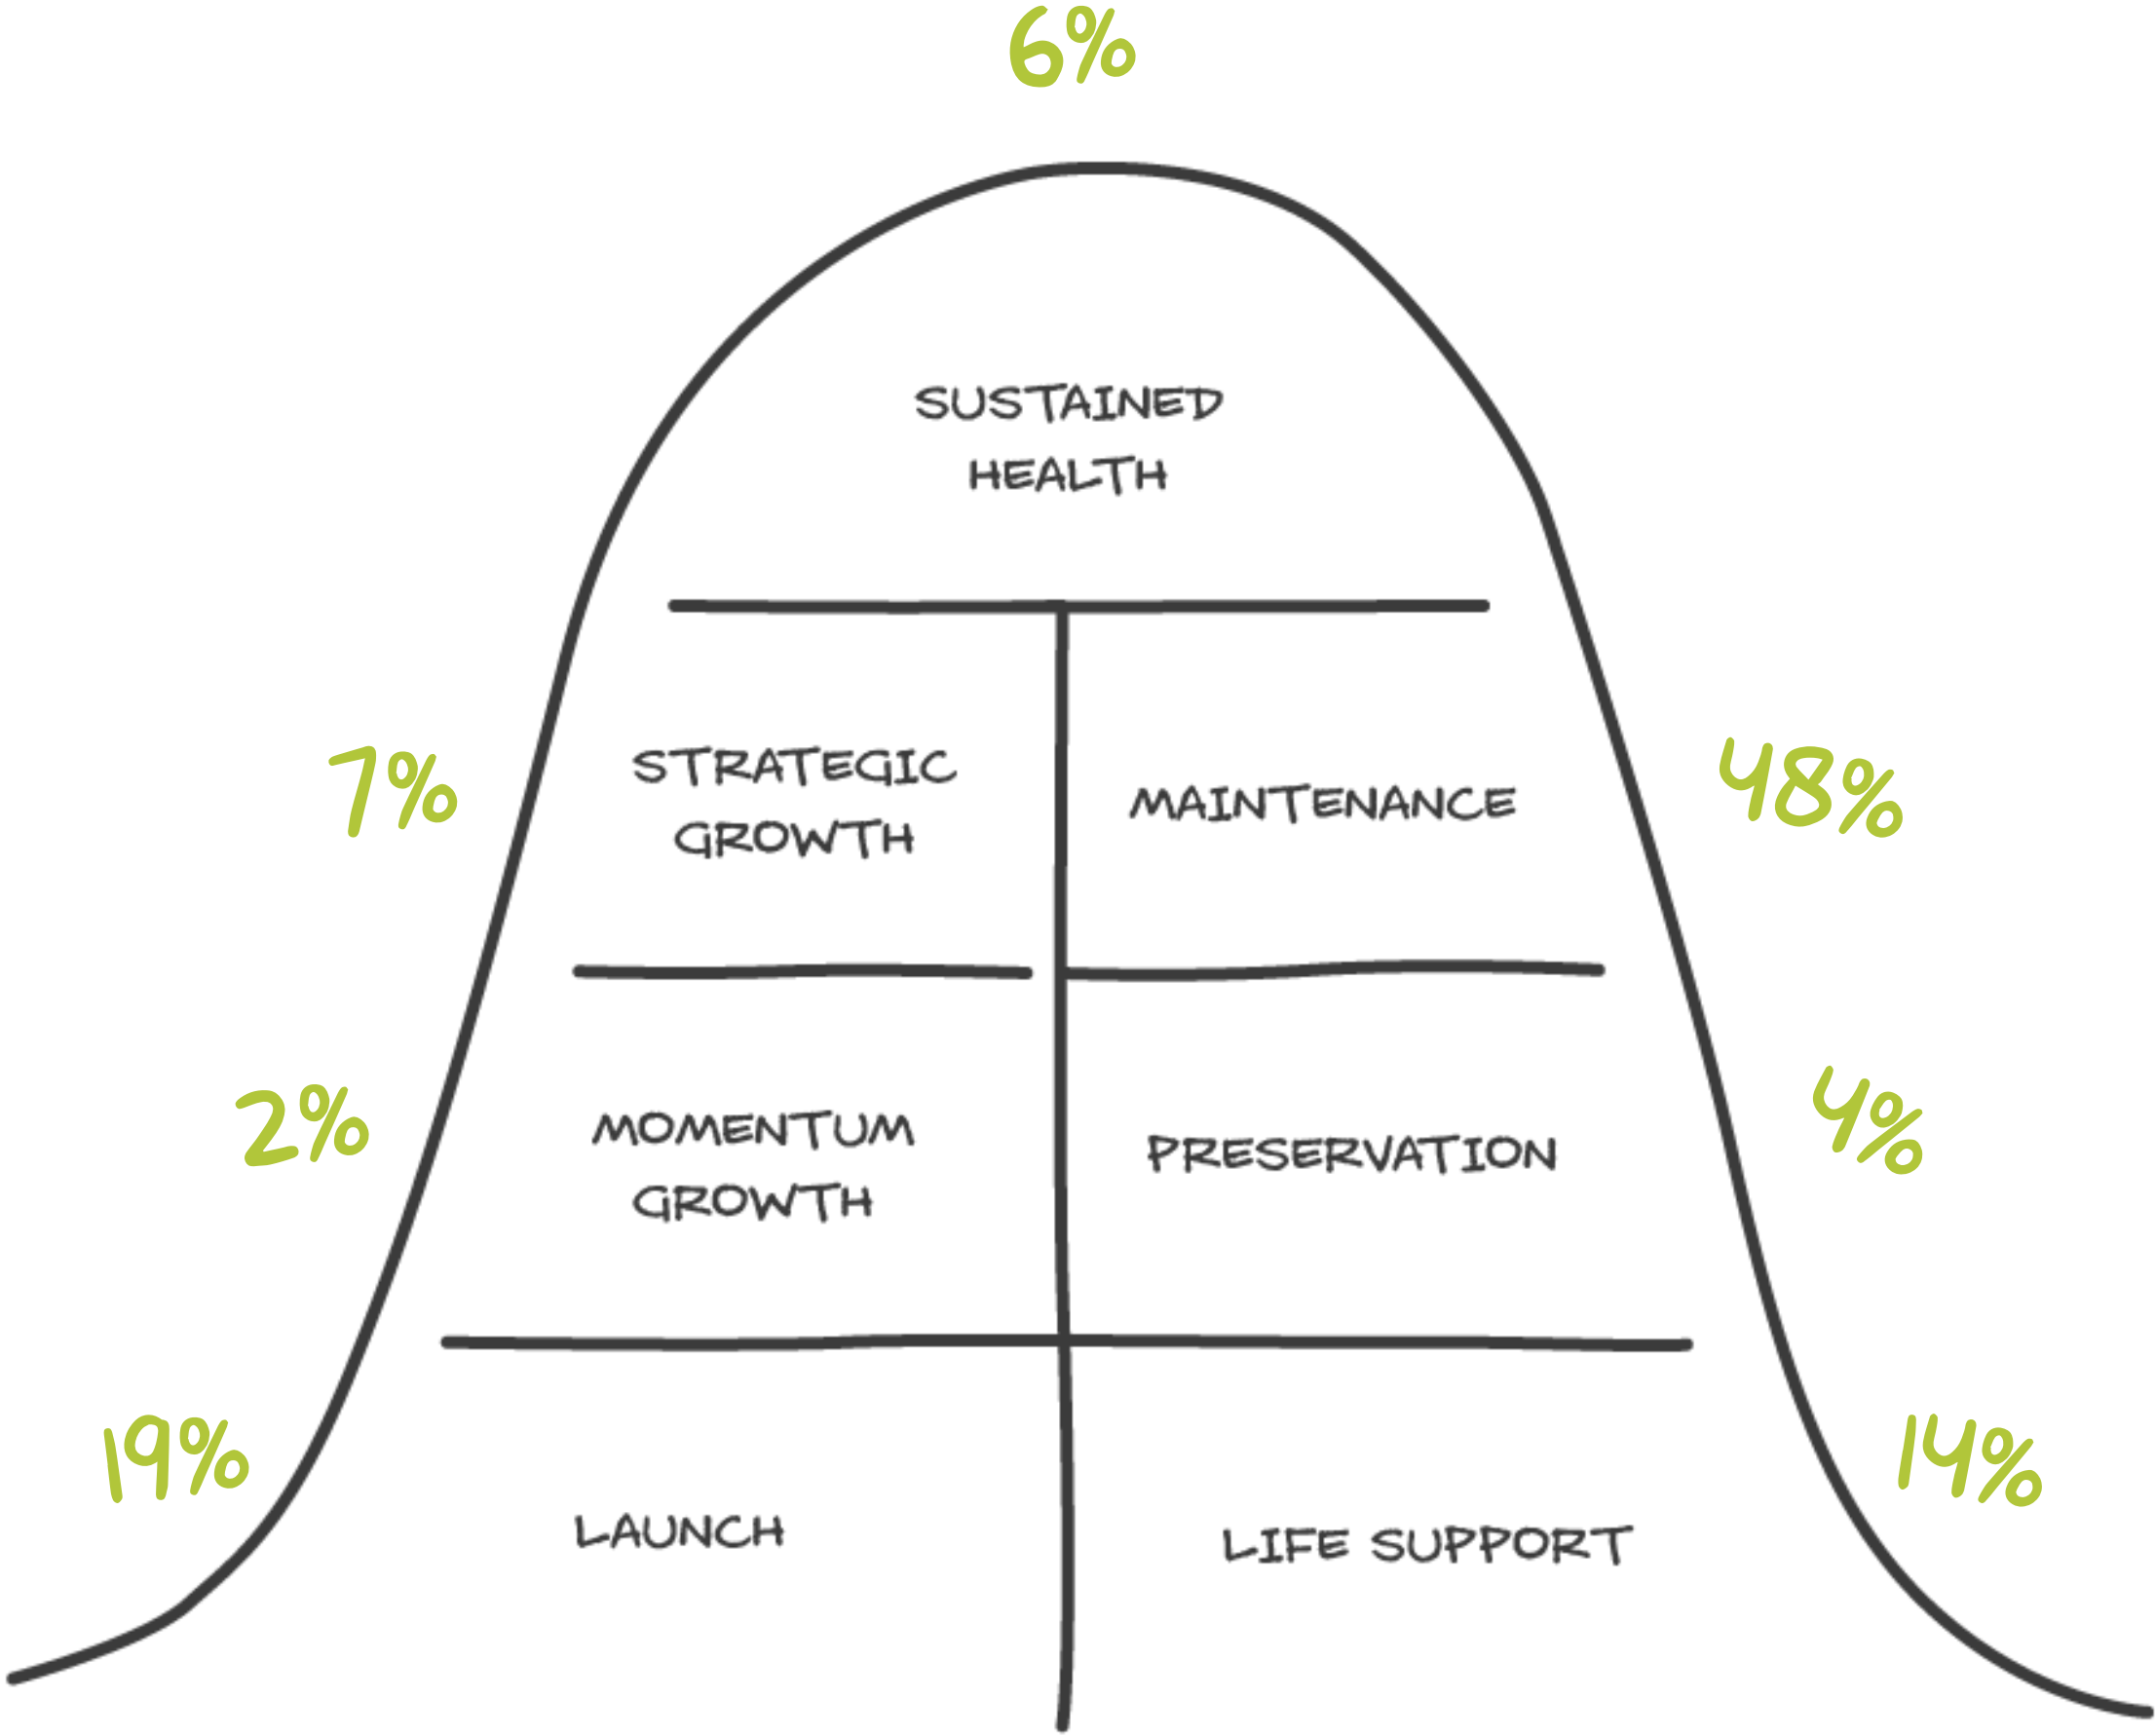 6%
SUSTAINED
HEALTH
7%
STRATEGIC
GROWTH
MAINTENANCE
48%
2%
MOMENTUM
GROWTH
PRESERVATION
4%
19%
LAUNCH
LIFE SUPPORT
14%